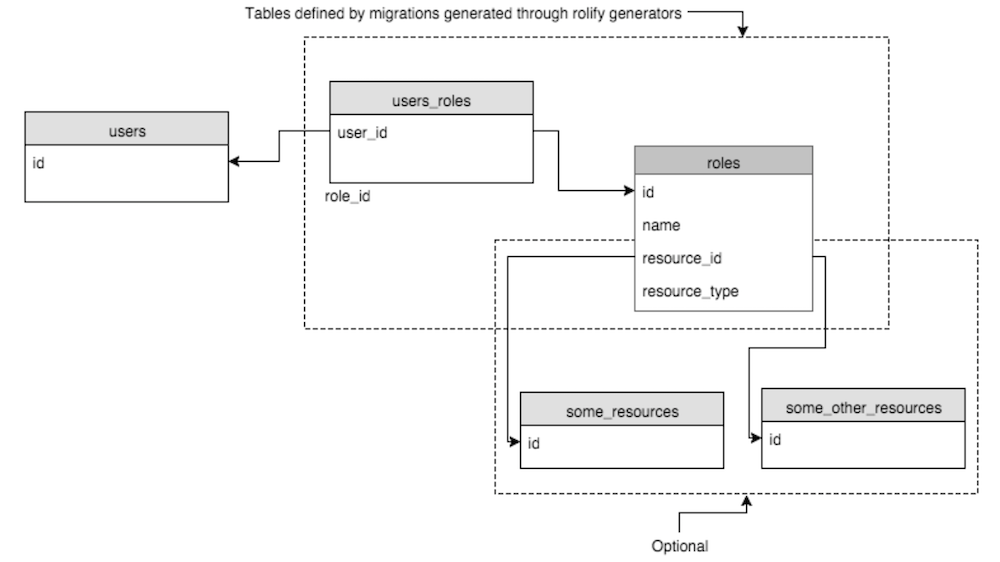 Tables defined by migrations generated through rolify generators
users_roles
user_id
role_id
users
id
roles
id
name
resource_id
resource_type
some_resources
id
some_other_resources
id
Optional